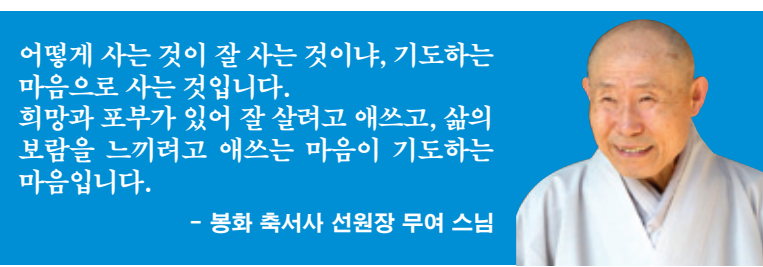 어떻게 사는 것이 잘 사는 것이냐, 기도하는
마음으로 사는 것입니다.
희망과 포부가 있어 잘 살려고 애쓰고, 삶의
보람을 느끼려고 애쓰는 마음이 기도하는
마음입니다.
- 봉화 축서사 선원장 무여 스님